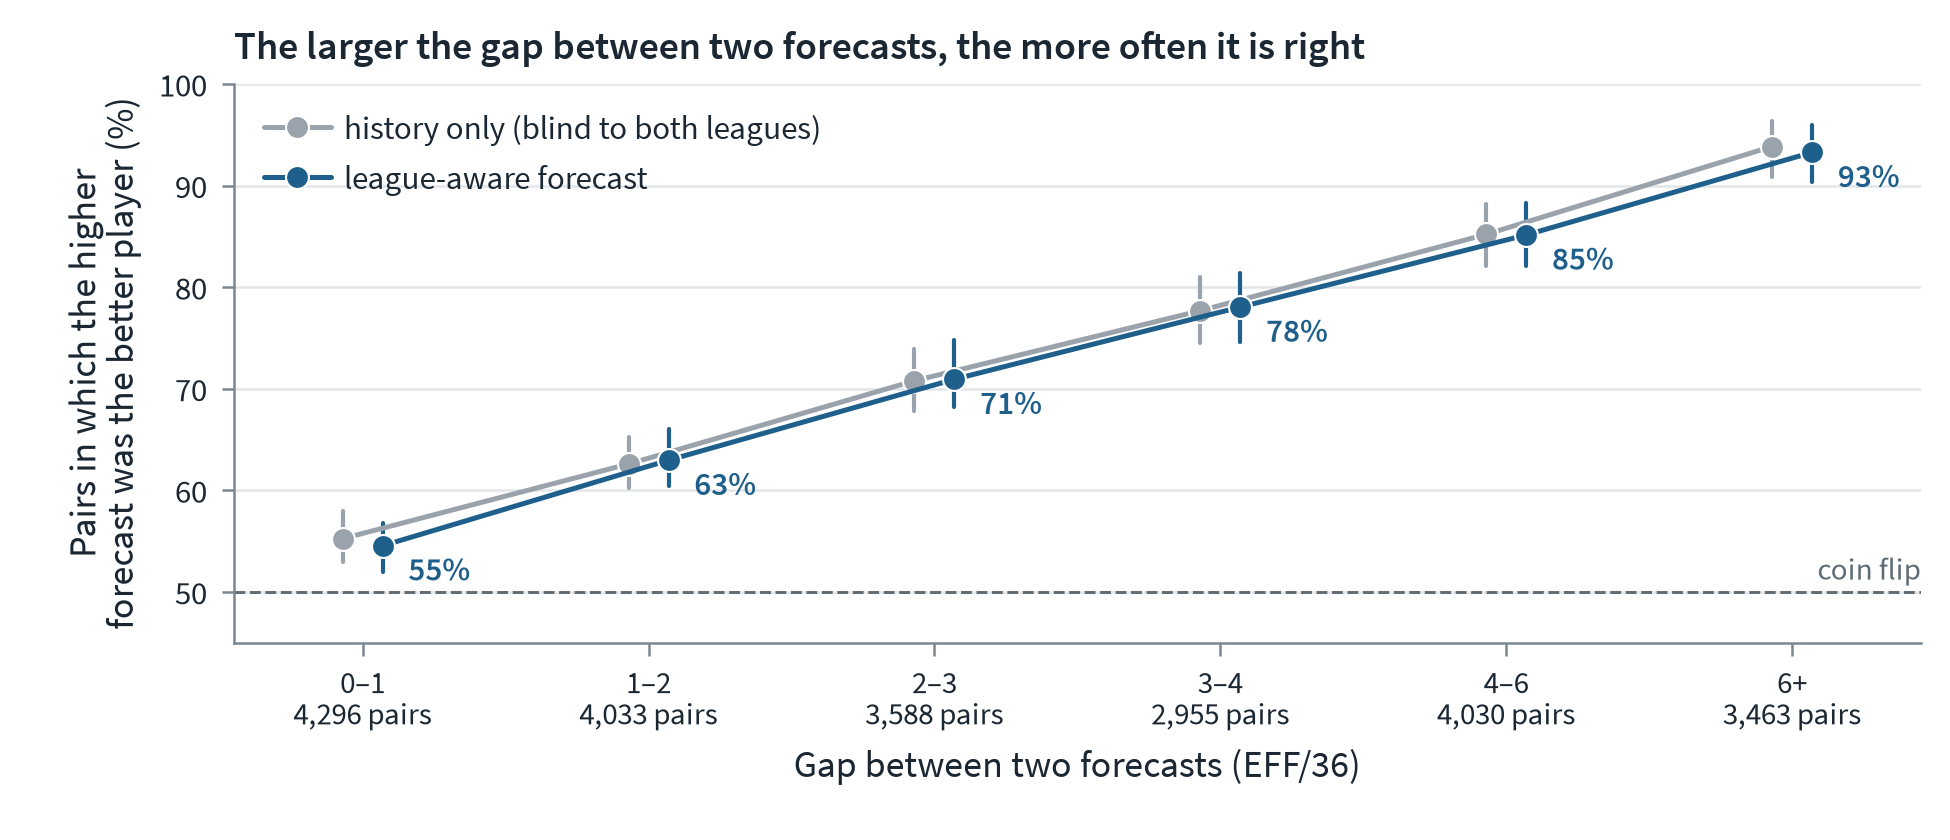 The larger the gap between two forecasts, the more often it is right
Pairs in which the higher
forecast was the better player (%)
100
90
80
70
60
50
history only (blind to both leagues)
league-aware forecast
55%
63%
71%
78%
85%
93%
coin flip
0–1
4,296 pairs
1–2
4,033 pairs
2–3
3,588 pairs
3–4
2,955 pairs
4–6
4,030 pairs
6+
3,463 pairs
Gap between two forecasts (EFF/36)